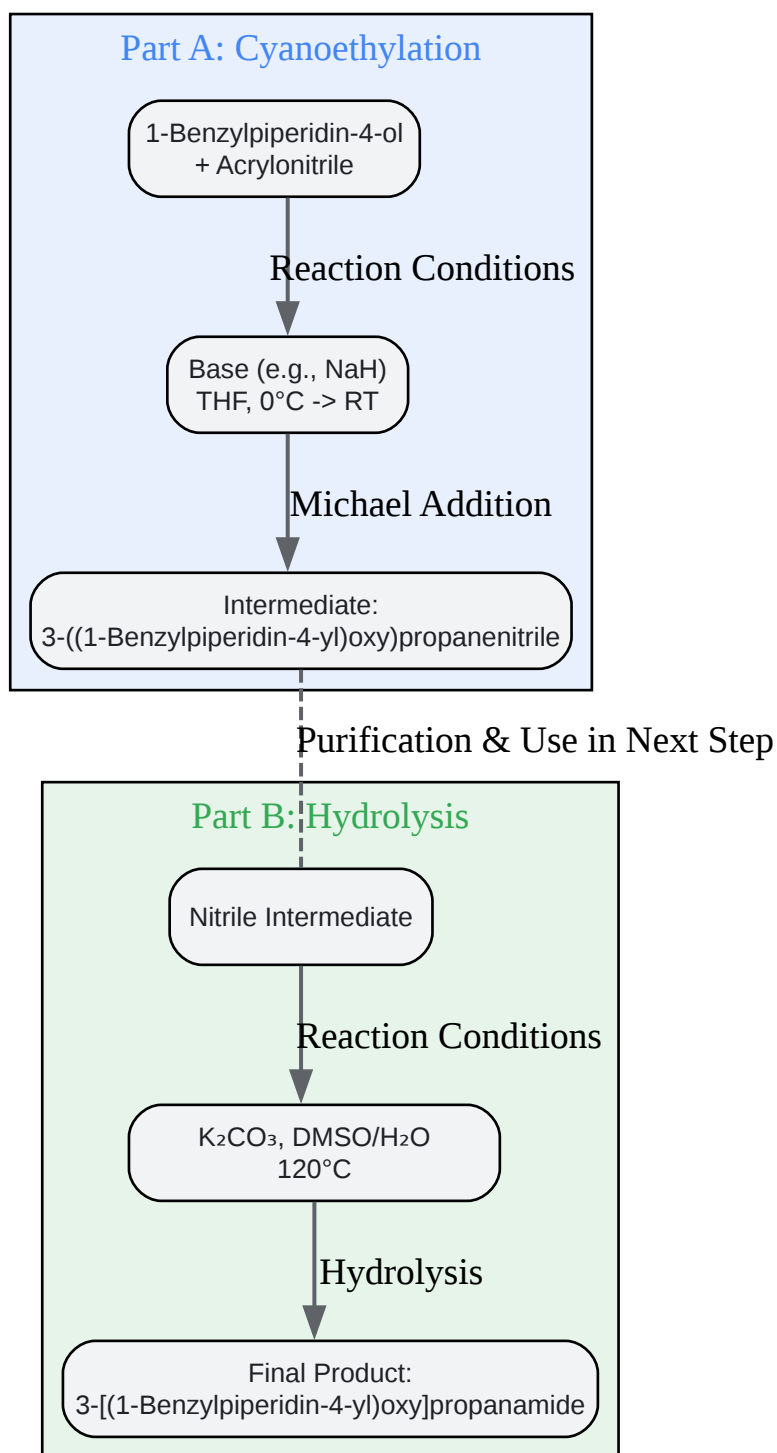 Part A: Cyanoethylation
1-Benzylpiperidin-4-ol
+ Acrylonitrile
Reaction Conditions
Base (e.g., NaH)
THF, 0°C -> RT
Michael Addition
Intermediate:
3-((1-Benzylpiperidin-4-yl)oxy)propanenitrile
Purification & Use in Next Step
Part B: Hydrolysis
Nitrile Intermediate
Reaction Conditions
K₂CO₃, DMSO/H₂O
120°C
Hydrolysis
Final Product:
3-[(1-Benzylpiperidin-4-yl)oxy]propanamide